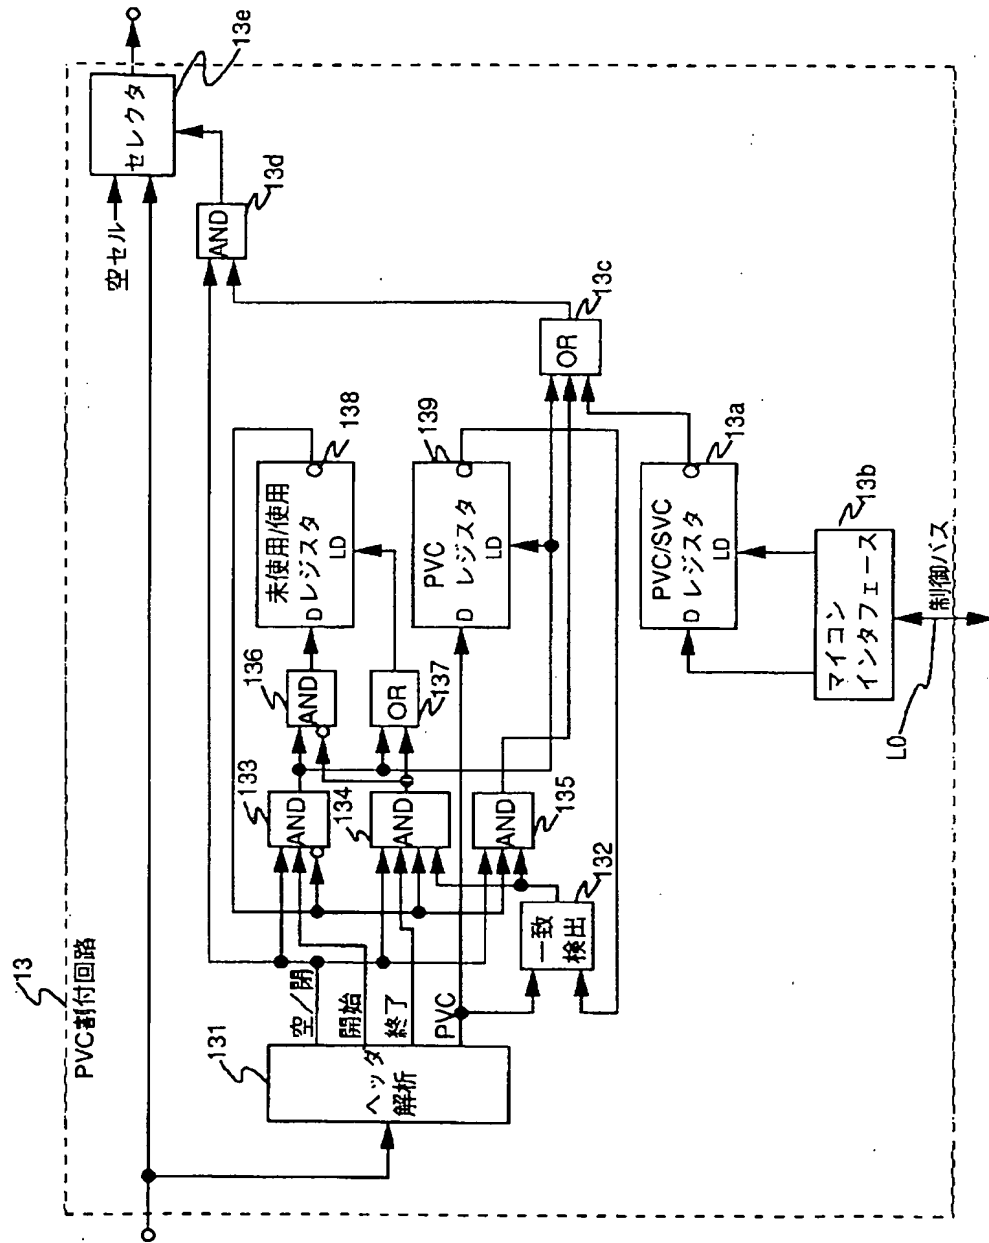 13
PVC割付回路
131
ヘッダ
解析
空/閉
開始
終了
PVC
133
AND
134
AND
135
AND
132
一致
検出
136
AND
137
OR
138
未使用/使用
レジスタ
D
LD
139
PVC
レジスタ
D
LD
13a
PVC/SVC
レジスタ
D
LD
13b
マイコン
インタフェース
制御バス
L0
13c
OR
13d
AND
空セル
13e
セレクタ